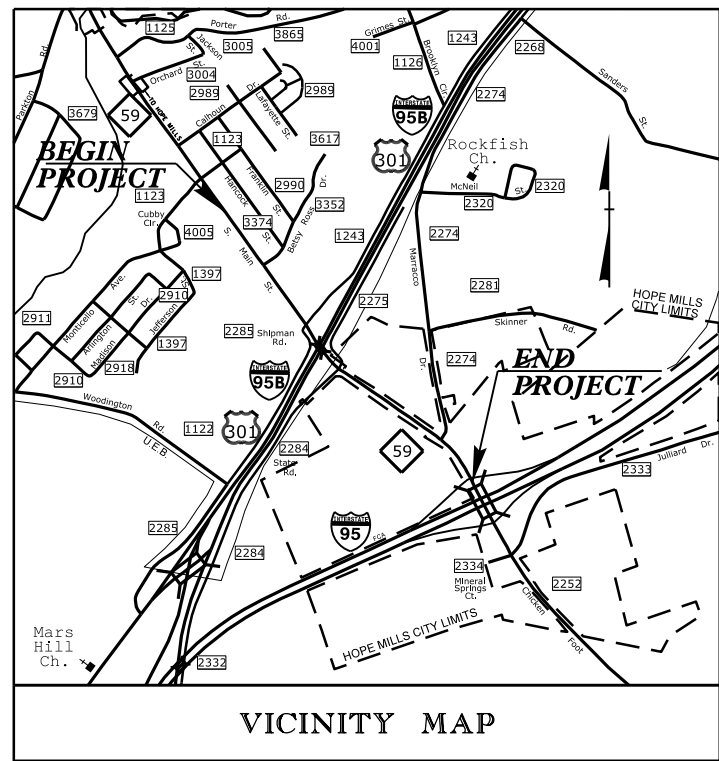 1125
Porter Rd.
3865
Grimes St.
4001
1243
2268
Jackson St.
3005
Orchard St.
3004
2989
Brooklyn Clr
1126
Parkton Rd.
Calhoun Dr.
2989
2274
Sanders St.
3679
59
TO HOPE MILLS
Lafayette St.
INTERSTATE
95B
BEGIN
PROJECT
1123
3617
301
Rockfish
Ch.
1123
Franklin St.
2990
Hancock St.
Betsy Ross Dr.
3352
McNeil St.
2320
2320
Cubby
Clr.
3374
4005
S. Main St.
1243
2274
Marracco Dr.
Monticello Ave.
1397
2910
St.
Arlington Dr.
Madison
Jefferson
2281
2275
HOPE MILLS
CITY LIMITS
2911
2285
Shipman
Rd.
Skinner Rd.
1397
2918
2910
INTERSTATE
95B
2274
END
PROJECT
Woodington Rd.
1122
301
U.E.B.
2284
State
Rd.
59
2333
Julliard Dr.
INTERSTATE
95
FCA
2285
2284
2334
Mineral
Springs
Ct.
2252
Chicken Foot
HOPE MILLS CITY LIMITS
Mars
Hill
Ch.
2332
VICINITY MAP